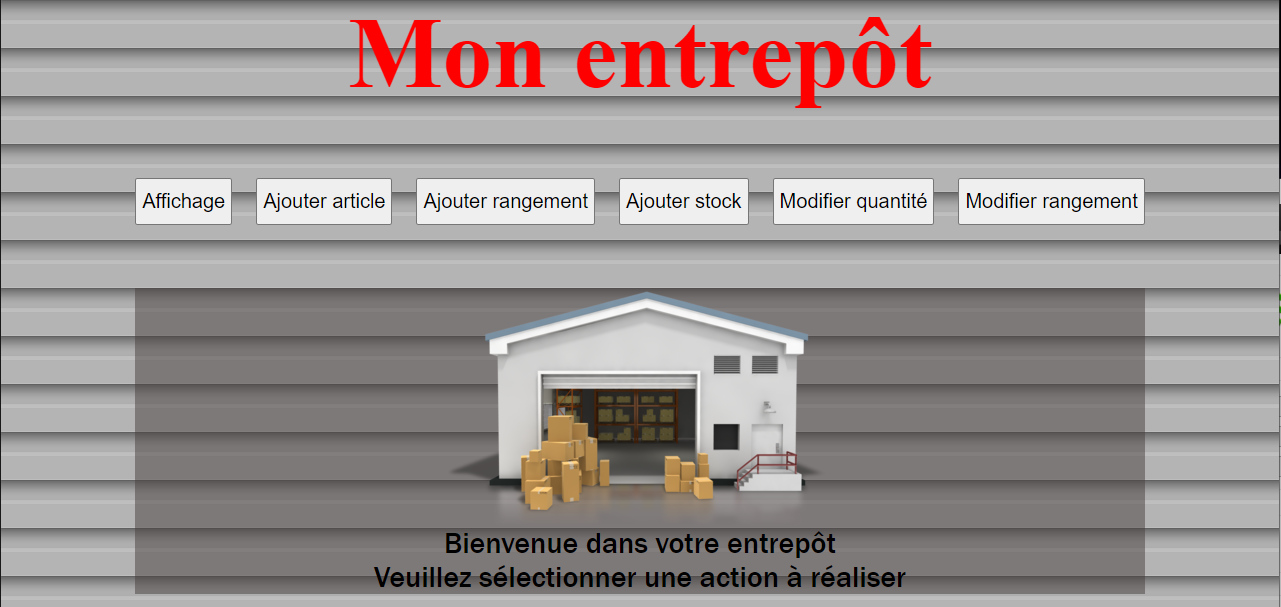 Mon entrepôt
Affichage Ajouter article Ajouter rangement Ajouter stock Modifier quantité Modifier rangement
Bienvenue dans votre entrepôt
Veuillez sélectionner une action à réaliser